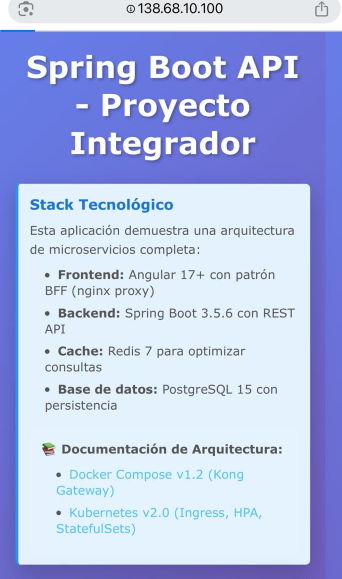 138.68.10.100
Spring Boot API
- Proyecto
Integrador
Stack Tecnológico
Esta aplicación demuestra una arquitectura
de microservicios completa:
• Frontend: Angular 17+ con patrón
BFF (nginx proxy)
• Backend: Spring Boot 3.5.6 con REST
API
• Cache: Redis 7 para optimizar
consultas
• Base de datos: PostgreSQL 15 con
persistencia
📚 Documentación de Arquitectura:
• Docker Compose v1.2 (Kong
Gateway)
• Kubernetes v2.0 (Ingress, HPA,
StatefulSets)